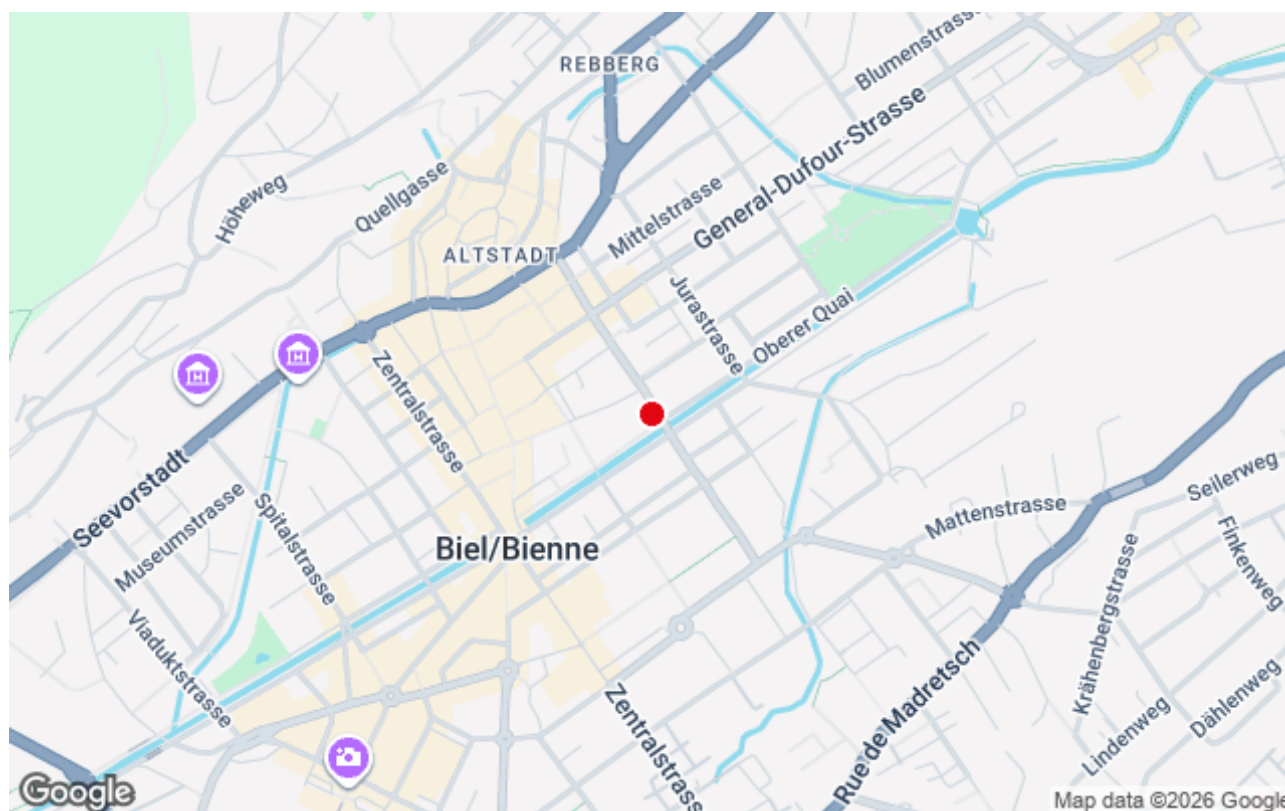 REBBERG
Blumenstrasse
General-Dufour-Strasse
Höheweg
Quellgasse
Mittelstrasse
ALTSTADT
Jurastrasse
Oberer Quai
Zentralstrasse
Seevorstadt
Museumstrasse
Spitalstrasse
Biel/Bienne
Viaduktstrasse
Mattenstrasse
Seilerweg
Finkenweg
Krähenbergstrasse
Rue de Madretsch
Zentralstrasse
Lindenweg
Dählenweg
Google
Map data ©2026 Google